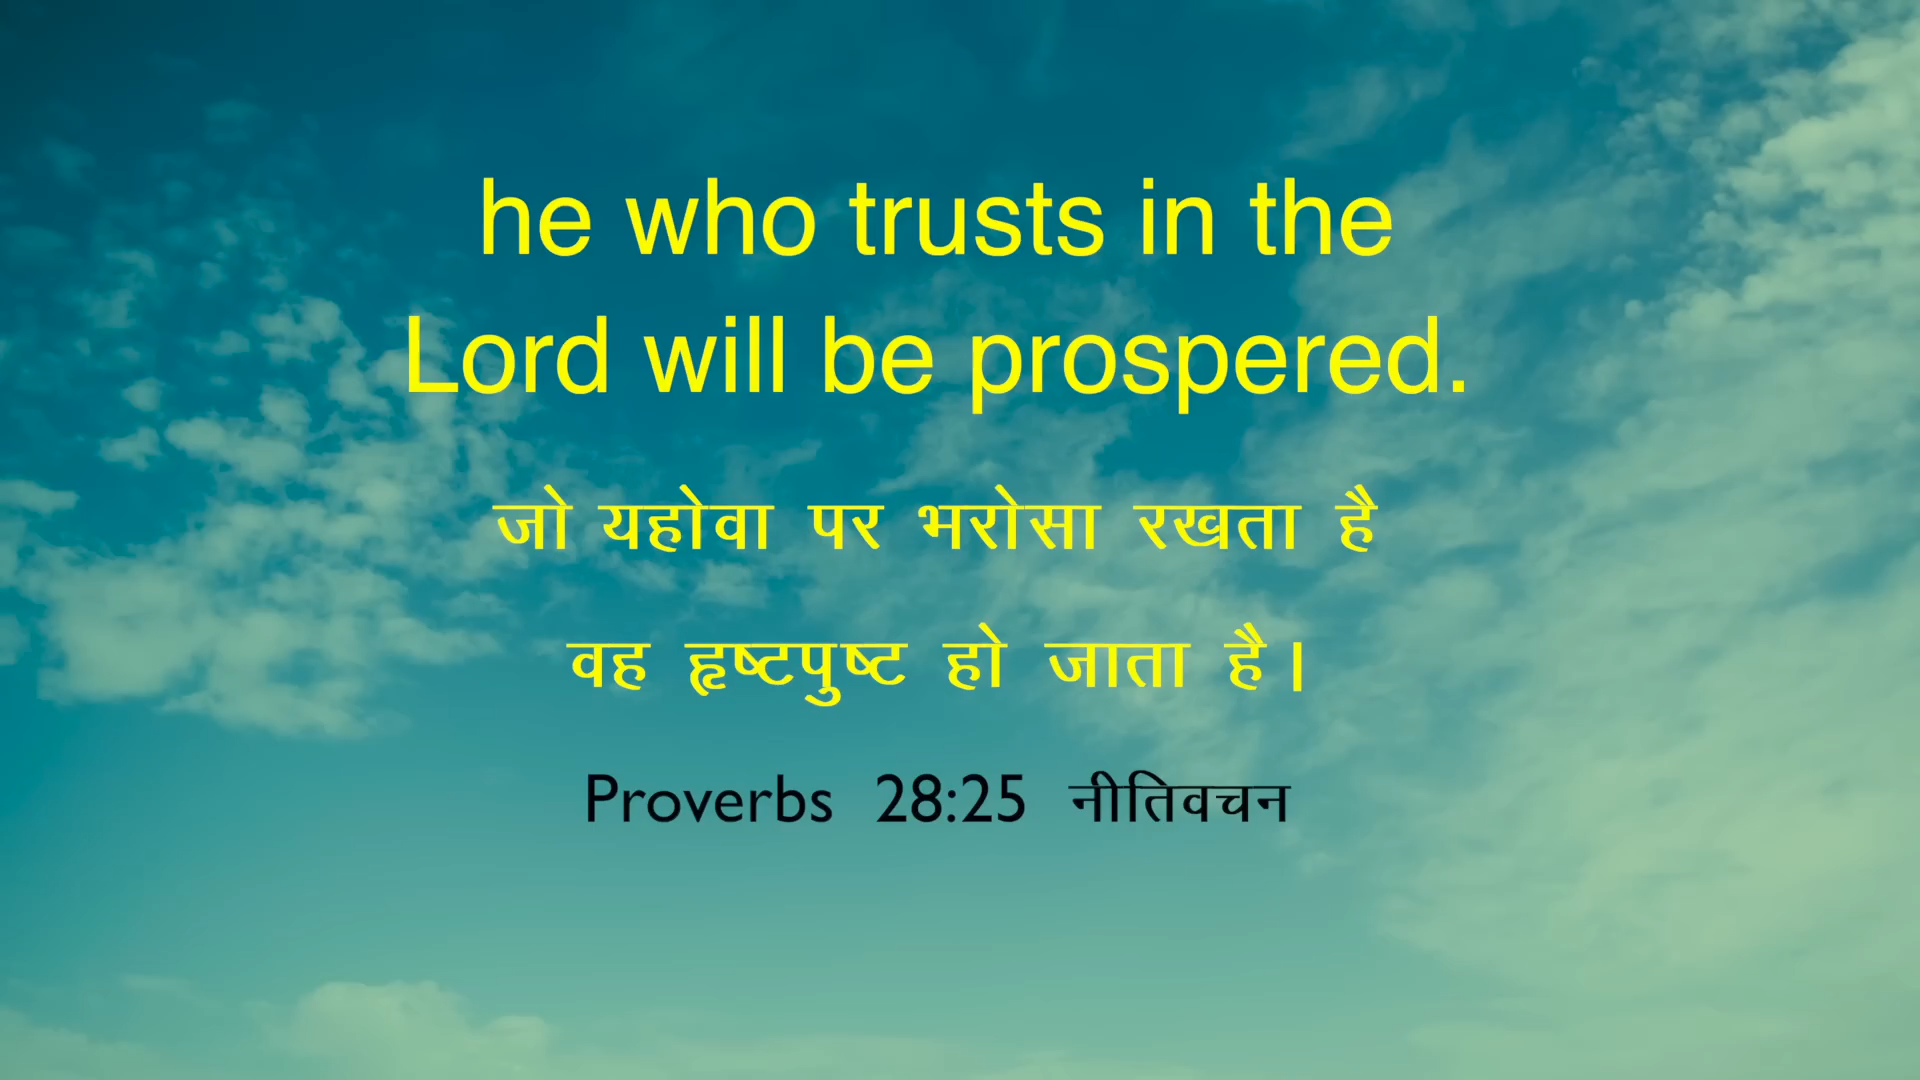 he who trusts in the
Lord will be prospered.
जो यहोवा पर भरोसा रखता है
वह हृष्टपुष्ट हो जाता है।
Proverbs 28:25 नीतिवचन